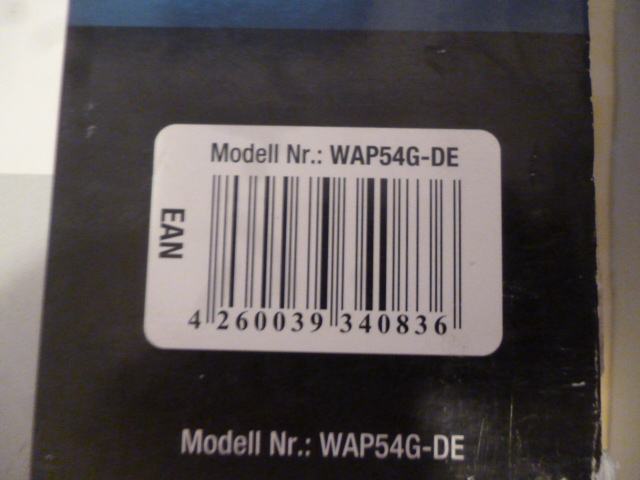 Modell Nr.: WAP54G-DE
EAN
4 260039 340836
Modell Nr.: WAP54G-DE